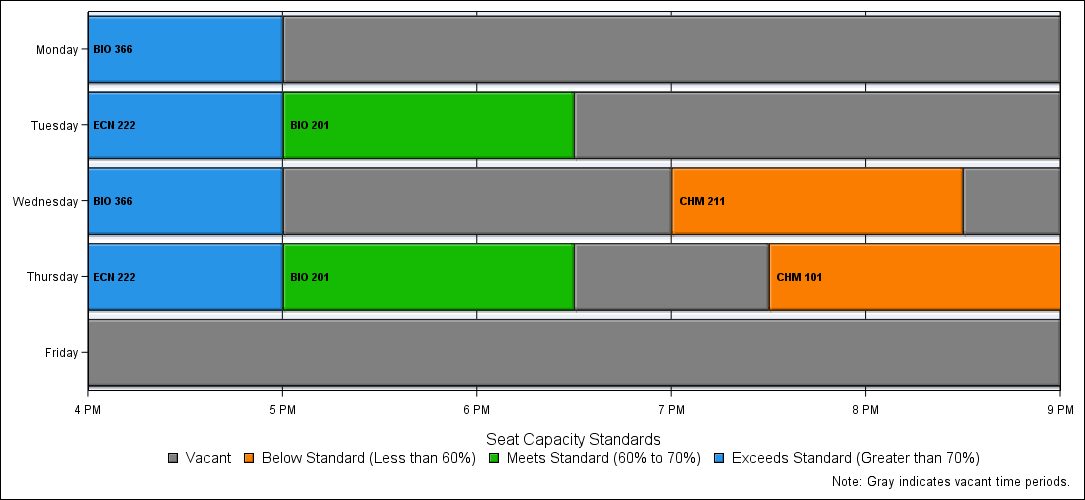 Monday BIO 366
Tuesday ECN 222 BIO 201
Wednesday BIO 366 CHM 211
Thursday ECN 222 BIO 201 CHM 101
Friday
4 PM 5 PM 6 PM 7 PM 8 PM 9 PM
Seat Capacity Standards
Vacant Below Standard (Less than 60%) Meets Standard (60% to 70%) Exceeds Standard (Greater than 70%)
Note: Gray indicates vacant time periods.